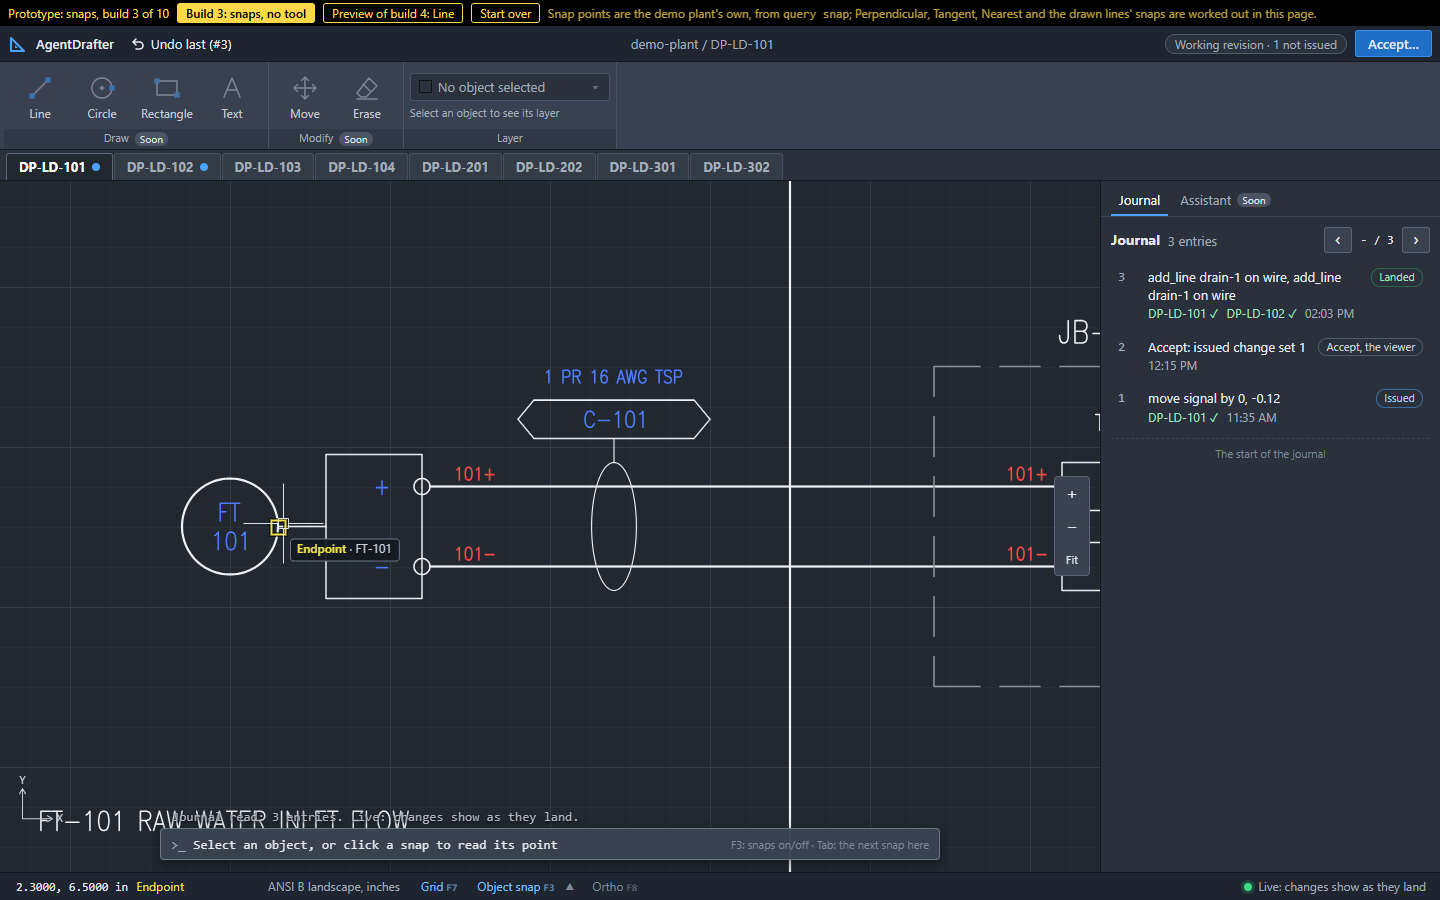 Prototype: snaps, build 3 of 10
Build 3: snaps, no tool
Preview of build 4: Line
Start over
Snap points are the demo plant's own, from query snap; Perpendicular, Tangent, Nearest and the drawn lines' snaps are worked out in this page.
AgentDrafter
Undo last (#3)
demo-plant / DP-LD-101
Working revision · 1 not issued
Accept...
Line
Circle
Rectangle
Text
Move
Erase
No object selected
Select an object to see its layer
Draw Soon
Modify Soon
Layer
DP-LD-101
DP-LD-102
DP-LD-103
DP-LD-104
DP-LD-201
DP-LD-202
DP-LD-301
DP-LD-302
1 PR 16 AWG TSP
C-101
JB-
T
101+
101+
101-
101-
+
−
FT
101
Endpoint · FT-101
+
−
Fit
Y
X
FT-101 RAW WATER INLET FLOW
Journal read: 3 entries. Live: changes show as they land.
>_ Select an object, or click a snap to read its point
F3: snaps on/off · Tab: the next snap here
Journal
Assistant Soon
Journal 3 entries
‹ - / 3 ›
3 add_line drain-1 on wire, add_line drain-1 on wire
Landed
DP-LD-101 ✓ DP-LD-102 ✓ 02:03 PM
2 Accept: issued change set 1
Accept, the viewer
12:15 PM
1 move signal by 0, -0.12
Issued
DP-LD-101 ✓ 11:35 AM
The start of the journal
2.3000, 6.5000 in Endpoint
ANSI B landscape, inches
Grid F7
Object snap F3
Ortho F8
Live: changes show as they land